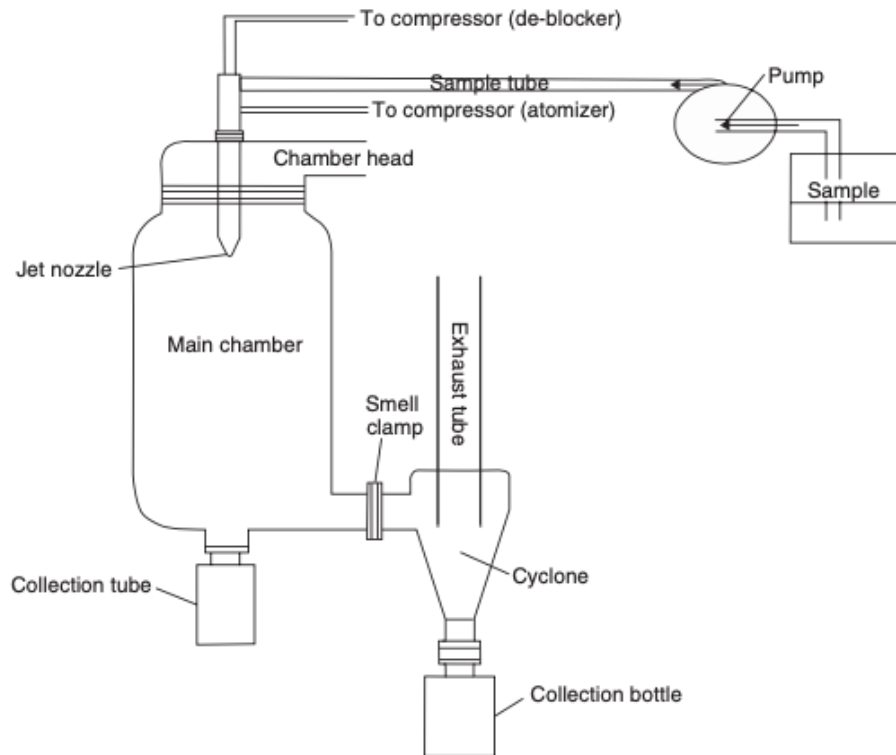 To compressor (de-blocker)
Sample tube
Pump
To compressor (atomizer)
Chamber head
Sample
Jet nozzle
Main chamber
Exhaust tube
Smell
clamp
Collection tube
Cyclone
Collection bottle